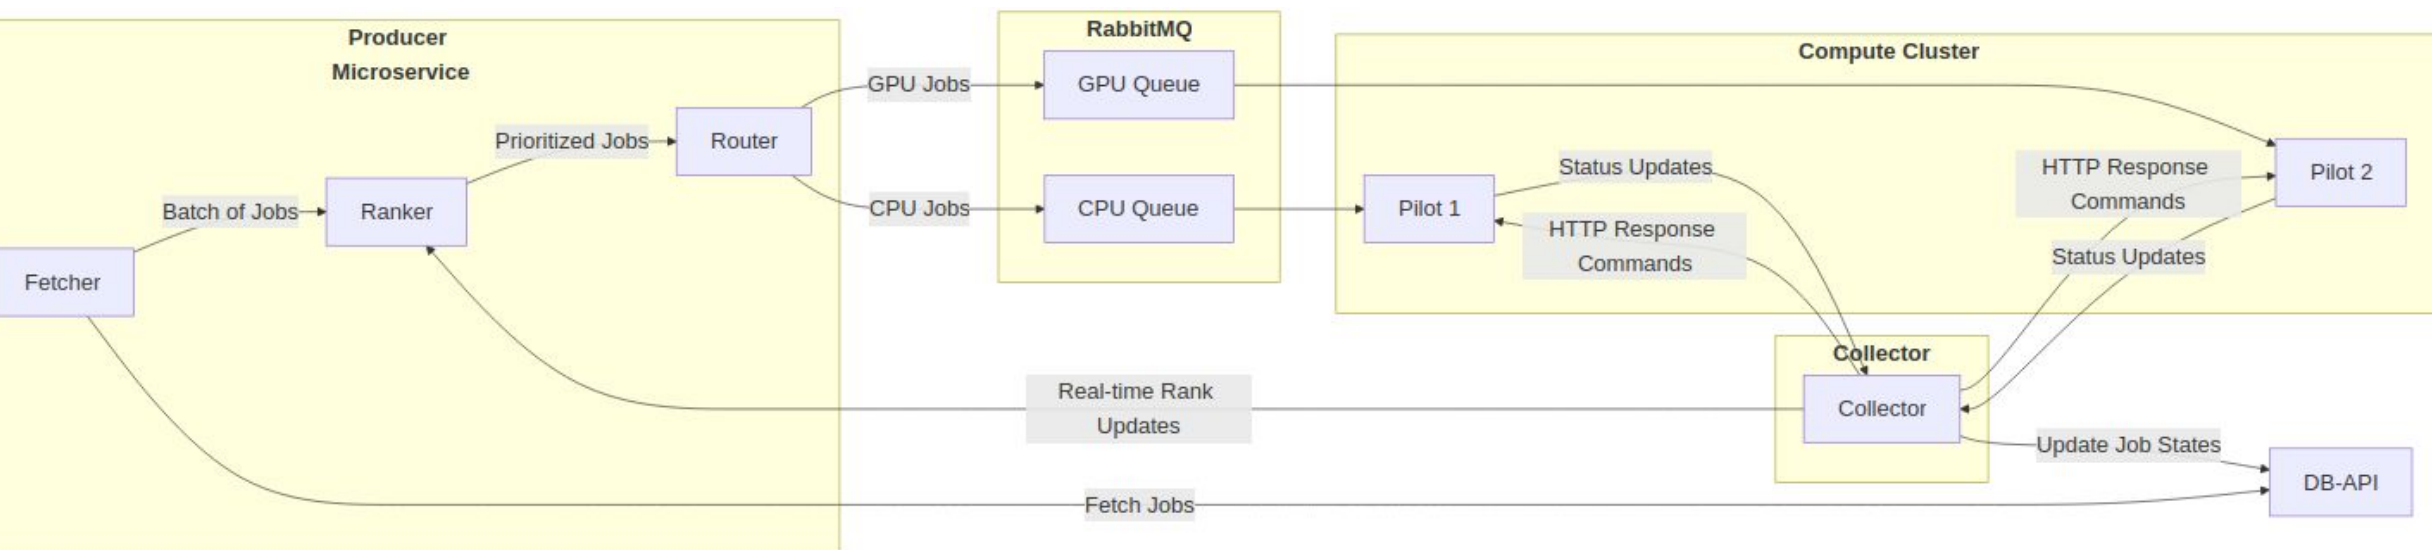 Producer
Microservice
RabbitMQ
Compute Cluster
GPU Jobs
GPU Queue
Prioritized Jobs
Router
Status Updates
HTTP Response
Commands
Pilot 2
Batch of Jobs
Ranker
CPU Jobs
CPU Queue
Pilot 1
HTTP Response
Commands
Status Updates
Fetcher
Collector
Real-time Rank
Updates
Collector
Update Job States
DB-API
Fetch Jobs